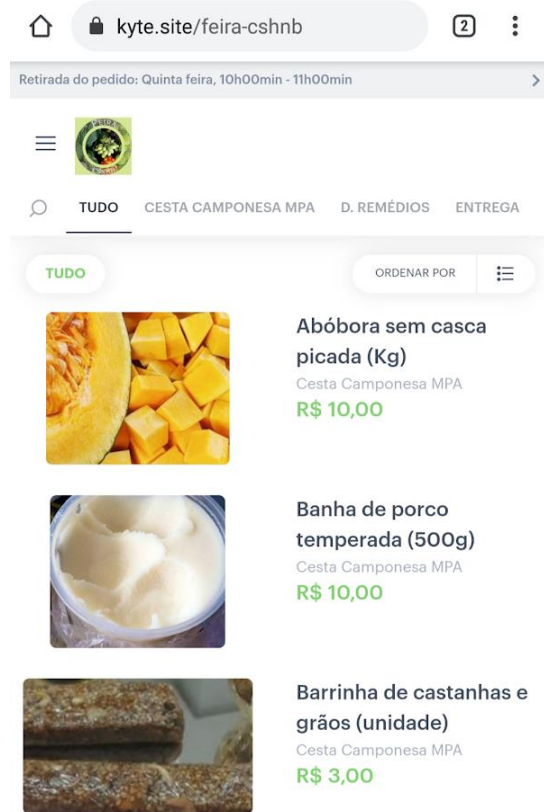 kyte.site/feira-cshnb
2
Retirada do pedido: Quinta feira, 10h00min - 11h00min
FEIRA
TUDO CESTA CAMPONESA MPA D. REMÉDIOS ENTREGA
TUDO
ORDENAR POR
Abóbora sem casca
picada (Kg)
Cesta Camponesa MPA
R$ 10,00
Banha de porco
temperada (500g)
Cesta Camponesa MPA
R$ 10,00
Barrinha de castanhas e
grãos (unidade)
Cesta Camponesa MPA
R$ 3,00